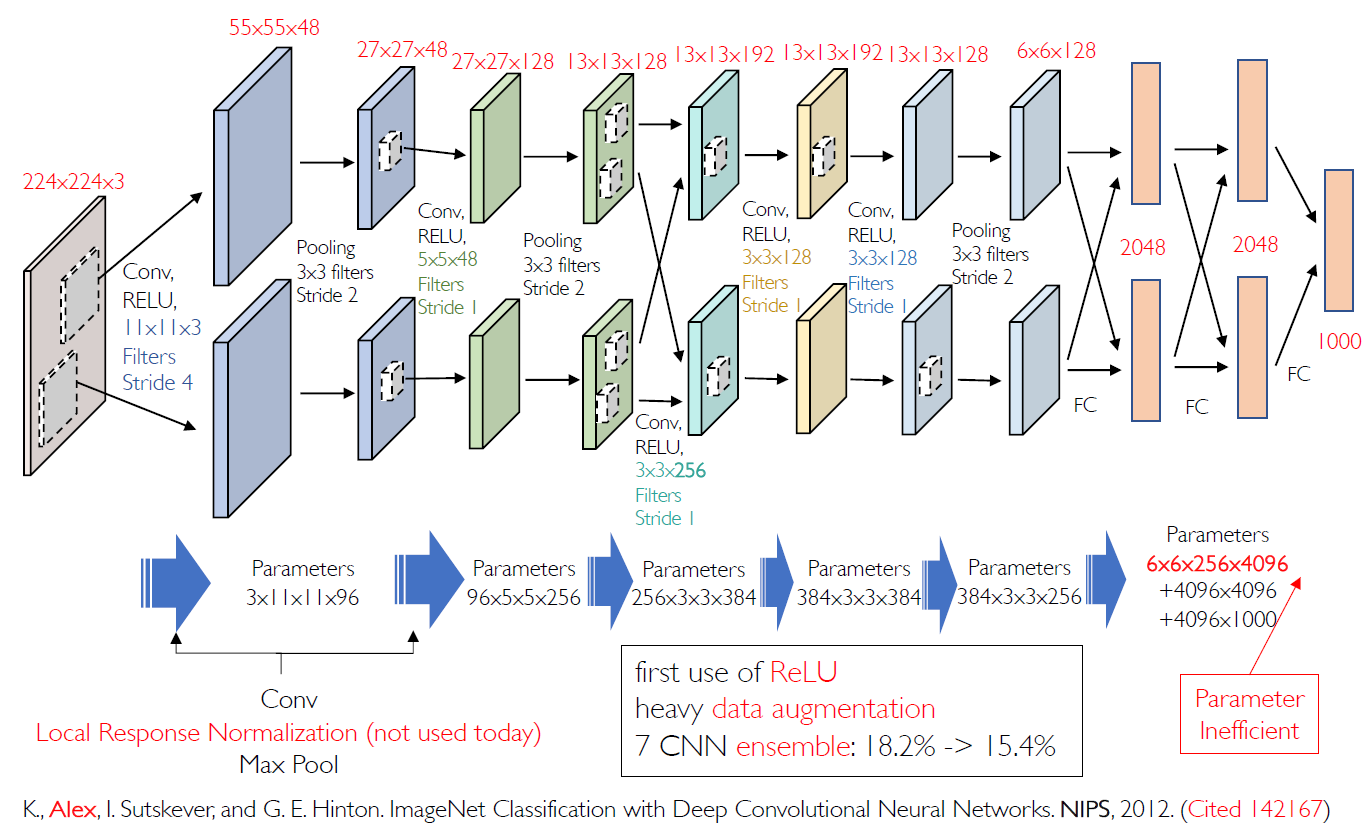 55x55x48
27x27x48
27x27x128
13x13x128
13x13x192
13x13x192
13x13x128
6x6x128
224x224x3
Conv,
RELU,
11x11x3
Filters
Stride 4
Pooling
3x3 filters
Stride 2
Conv,
RELU,
5x5x48
Filters
Stride 1
Pooling
3x3 filters
Stride 2
Conv,
RELU,
3x3x256
Filters
Stride 1
Conv,
RELU,
3x3x128
Filters
Stride 1
Conv,
RELU,
3x3x128
Filters
Stride 1
Pooling
3x3 filters
Stride 2
2048
2048
1000
FC
FC
FC
Parameters
3x11x11x96
Parameters
96x5x5x256
Parameters
256x3x3x384
Parameters
384x3x3x384
Parameters
384x3x3x256
Parameters
6x6x256x4096
+4096x4096
+4096x1000
Conv
Local Response Normalization (not used today)
Max Pool
first use of ReLU
heavy data augmentation
7 CNN ensemble: 18.2% -> 15.4%
Parameter
Inefficient
K., Alex, I. Sutskever, and G. E. Hinton. ImageNet Classification with Deep Convolutional Neural Networks. NIPS, 2012. (Cited 142167)